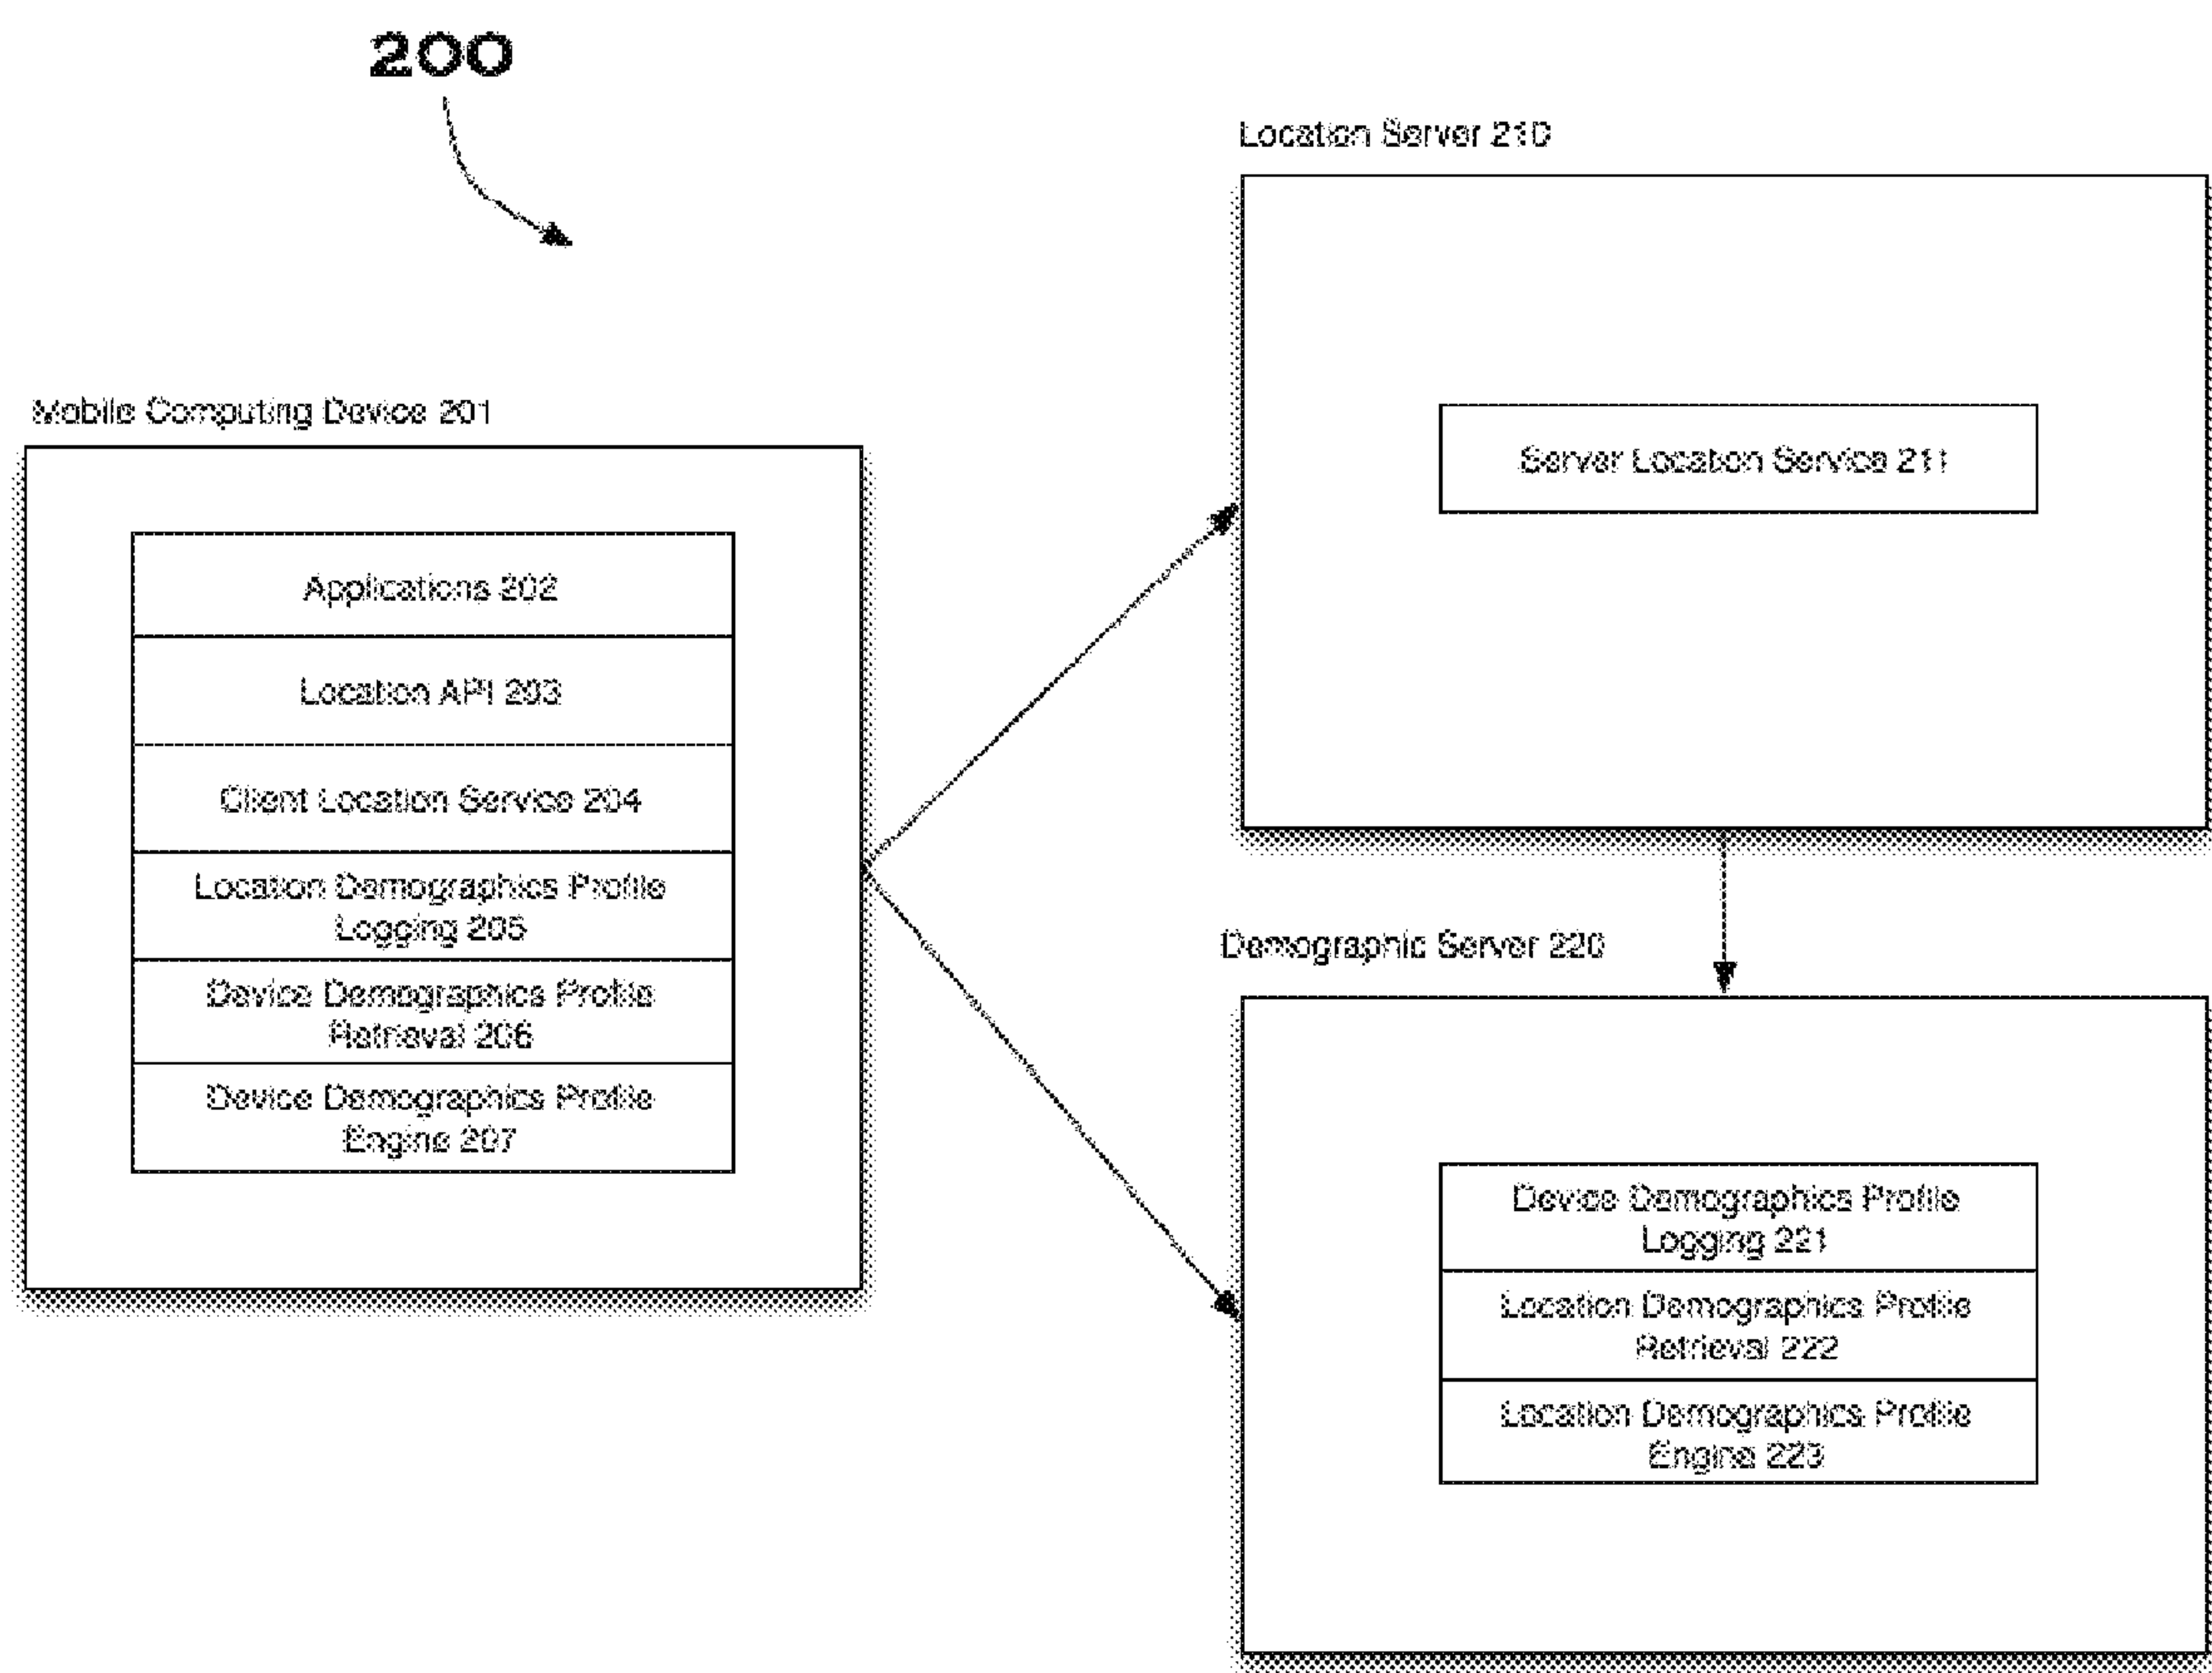 200
Location Server 210
Server Location Service 211
Mobile Computing Device 201
Applications 202
Location API 203
Client Location Service 204
Location Demographics Profile
Logging 205
Device Demographics Profile
Retrieval 206
Device Demographics Profile
Engine 207
Demographic Server 220
Device Demographics Profile
Logging 221
Location Demographics Profile
Retrieval 222
Location Demographics Profile
Engine 223